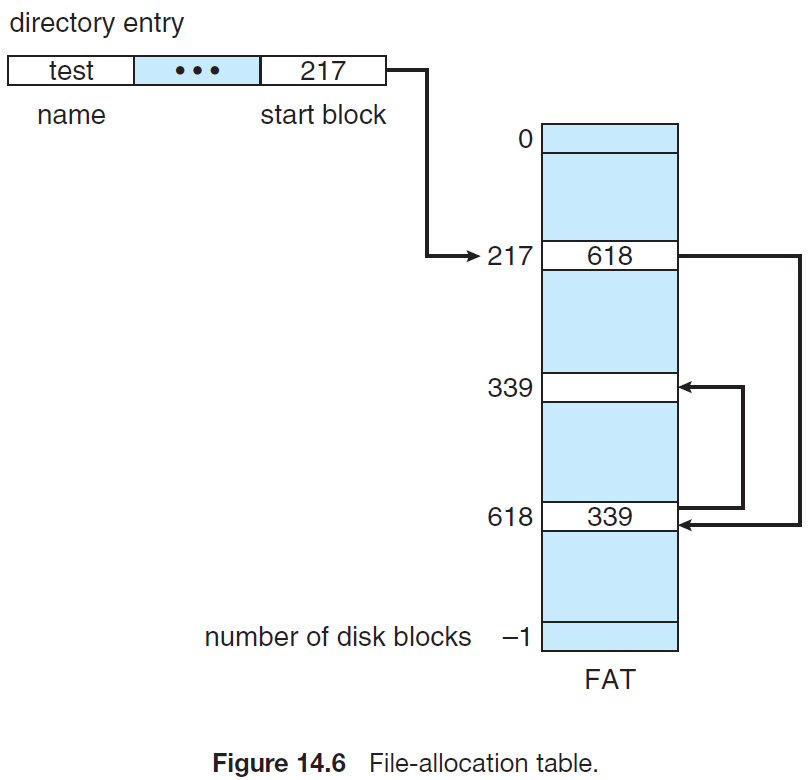 directory entry
test ••• 217
name start block
0
217 618
339
618 339
number of disk blocks –1
FAT
Figure 14.6 File-allocation table.